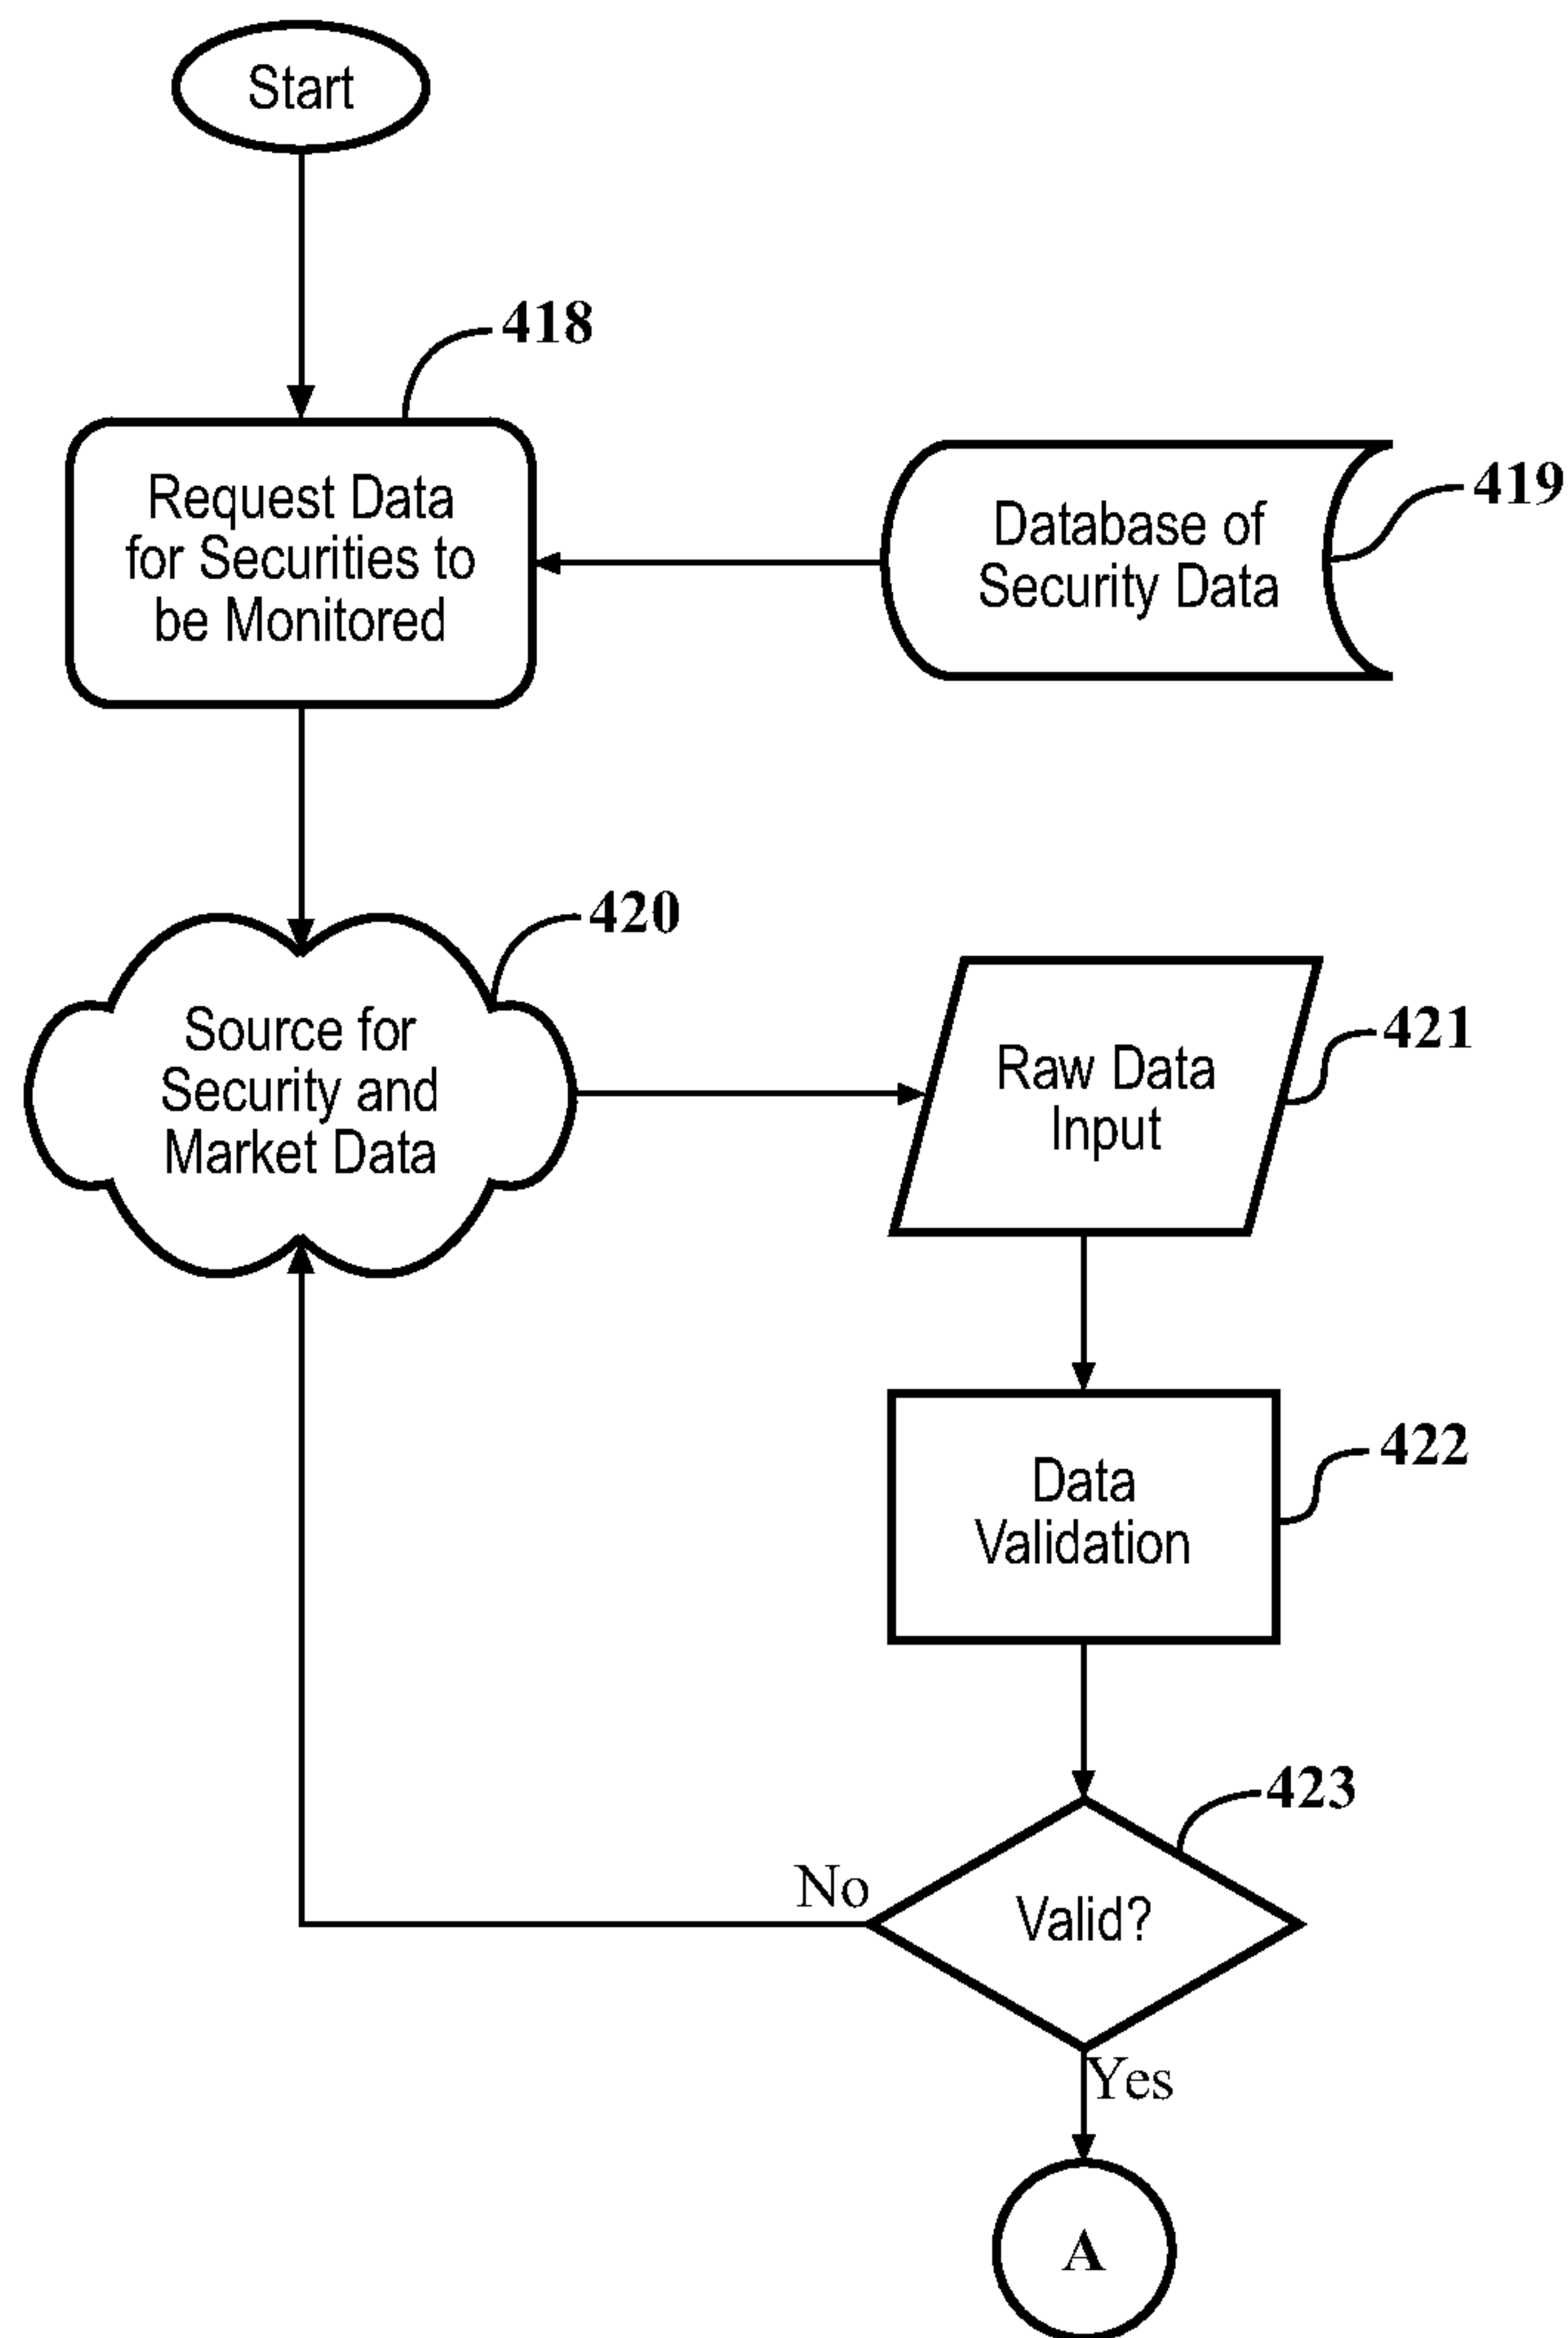 Start
418
Request Data
for Securities to
be Monitored
Database of
Security Data
419
420
Source for
Security and
Market Data
Raw Data
Input
421
Data
Validation
422
423
No
Valid?
Yes
A